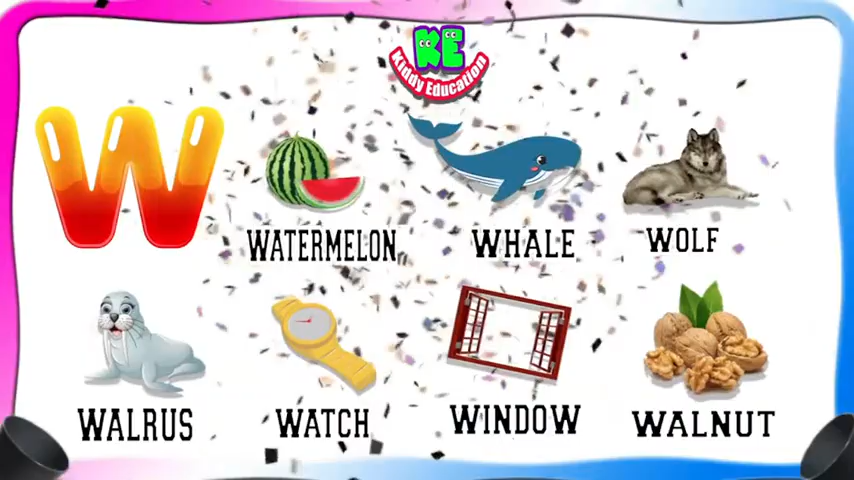 KE
Kiddy Education
W
WATERMELON
WHALE
WOLF
WALRUS
WATCH
WINDOW
WALNUT